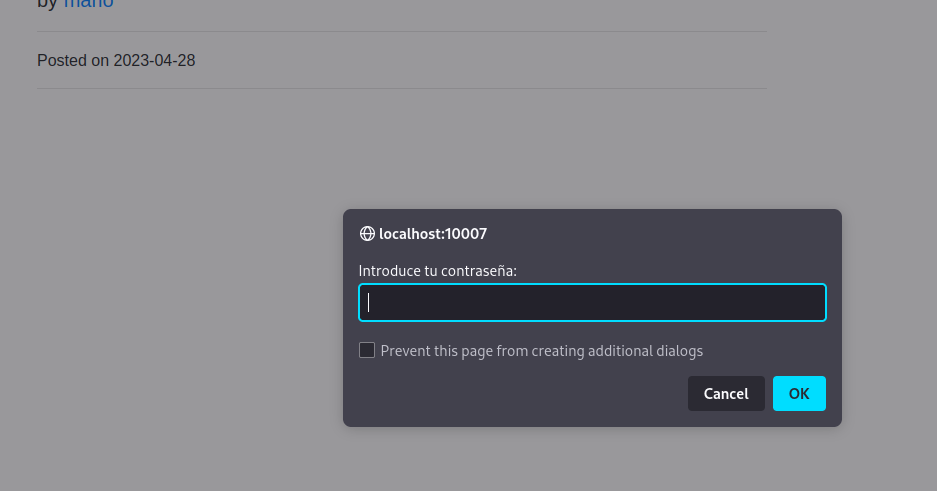 by mario
Posted on 2023-04-28
localhost:10007
Introduce tu contraseña:
Prevent this page from creating additional dialogs
Cancel
OK